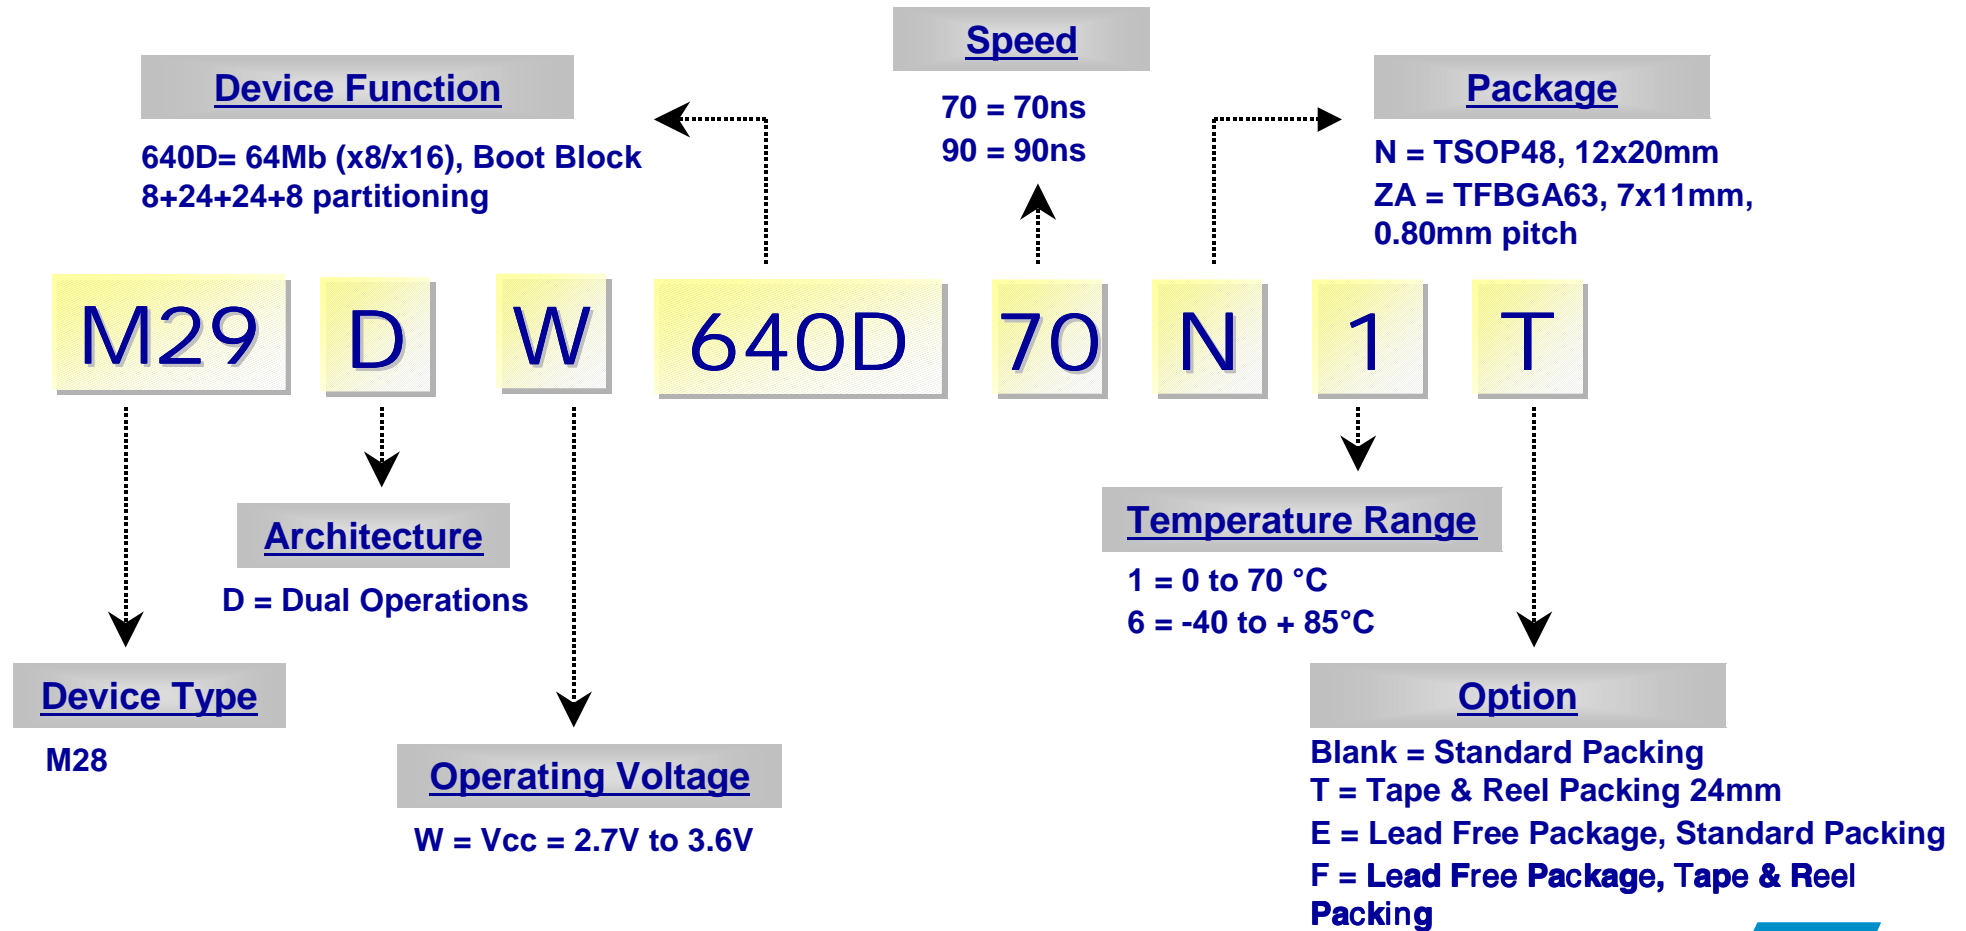 Speed
70 = 70ns
90 = 90ns
Device Function
640D= 64Mb (x8/x16), Boot Block
8+24+24+8 partitioning
Package
N = TSOP48, 12x20mm
ZA = TFBGA63, 7x11mm,
0.80mm pitch
M29 D W 640D 70 N 1 T
Architecture
D = Dual Operations
Temperature Range
1 = 0 to 70 °C
6 = -40 to + 85°C
Device Type
M28
Operating Voltage
W = Vcc = 2.7V to 3.6V
Option
Blank = Standard Packing
T = Tape & Reel Packing 24mm
E = Lead Free Package, Standard Packing
F = Lead Free Package, Tape & Reel
Packing